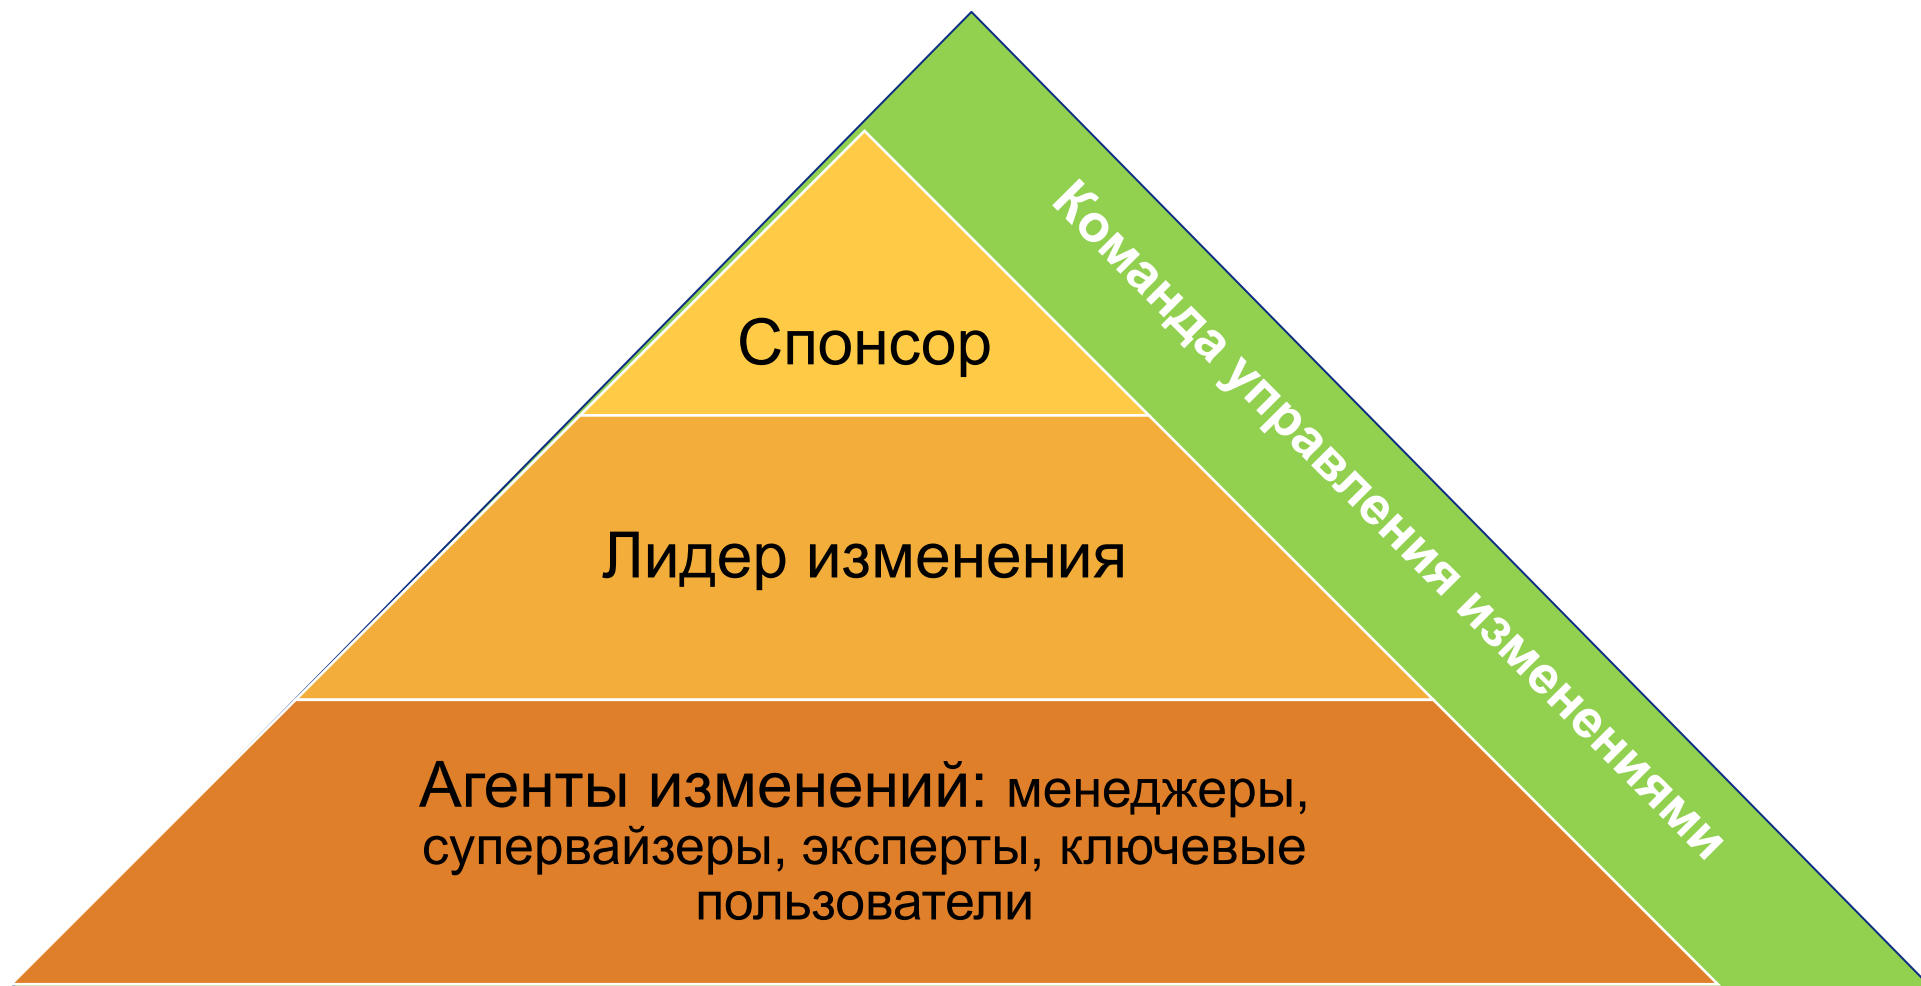 Спонсор
Лидер изменения
Агенты изменений: менеджеры,
супервайзеры, эксперты, ключевые
пользователи
Команда управления изменениями